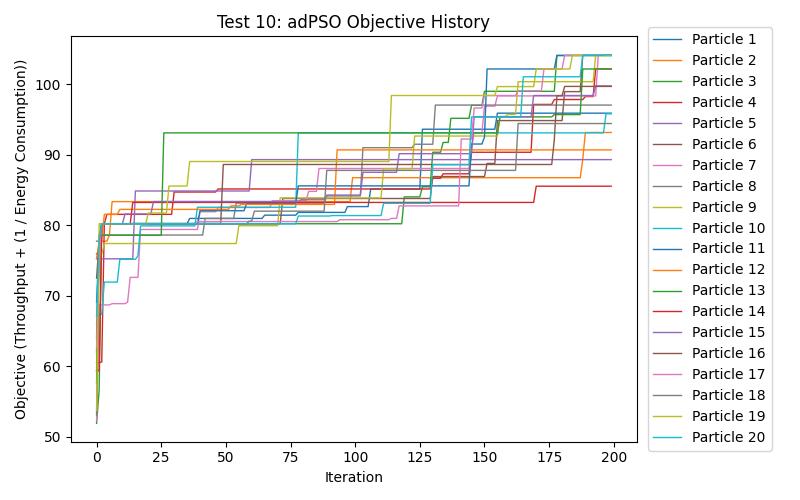 Test 10: adPSO Objective History
Objective (Throughput + (1 / Energy Consumption))
100
90
80
70
60
50
0 25 50 75 100 125 150 175 200
Iteration
Particle 1
Particle 2
Particle 3
Particle 4
Particle 5
Particle 6
Particle 7
Particle 8
Particle 9
Particle 10
Particle 11
Particle 12
Particle 13
Particle 14
Particle 15
Particle 16
Particle 17
Particle 18
Particle 19
Particle 20